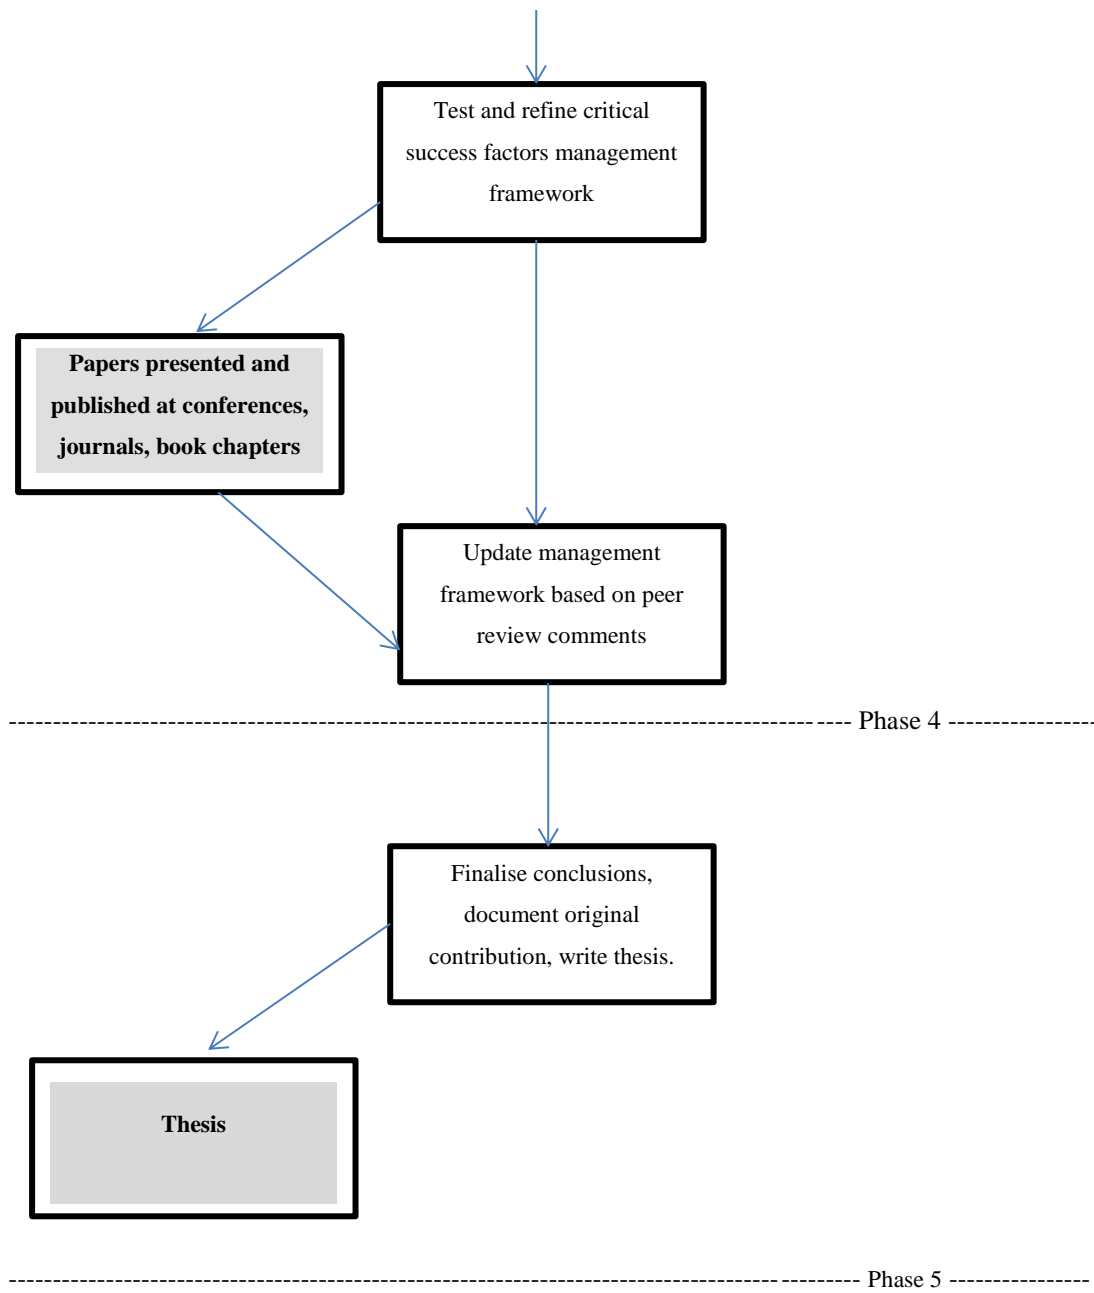 Test and refine critical
success factors management
framework
Papers presented and
published at conferences,
journals, book chapters
Update management
framework based on peer
review comments
Phase 4
Finalise conclusions,
document original
contribution, write thesis.
Thesis
Phase 5